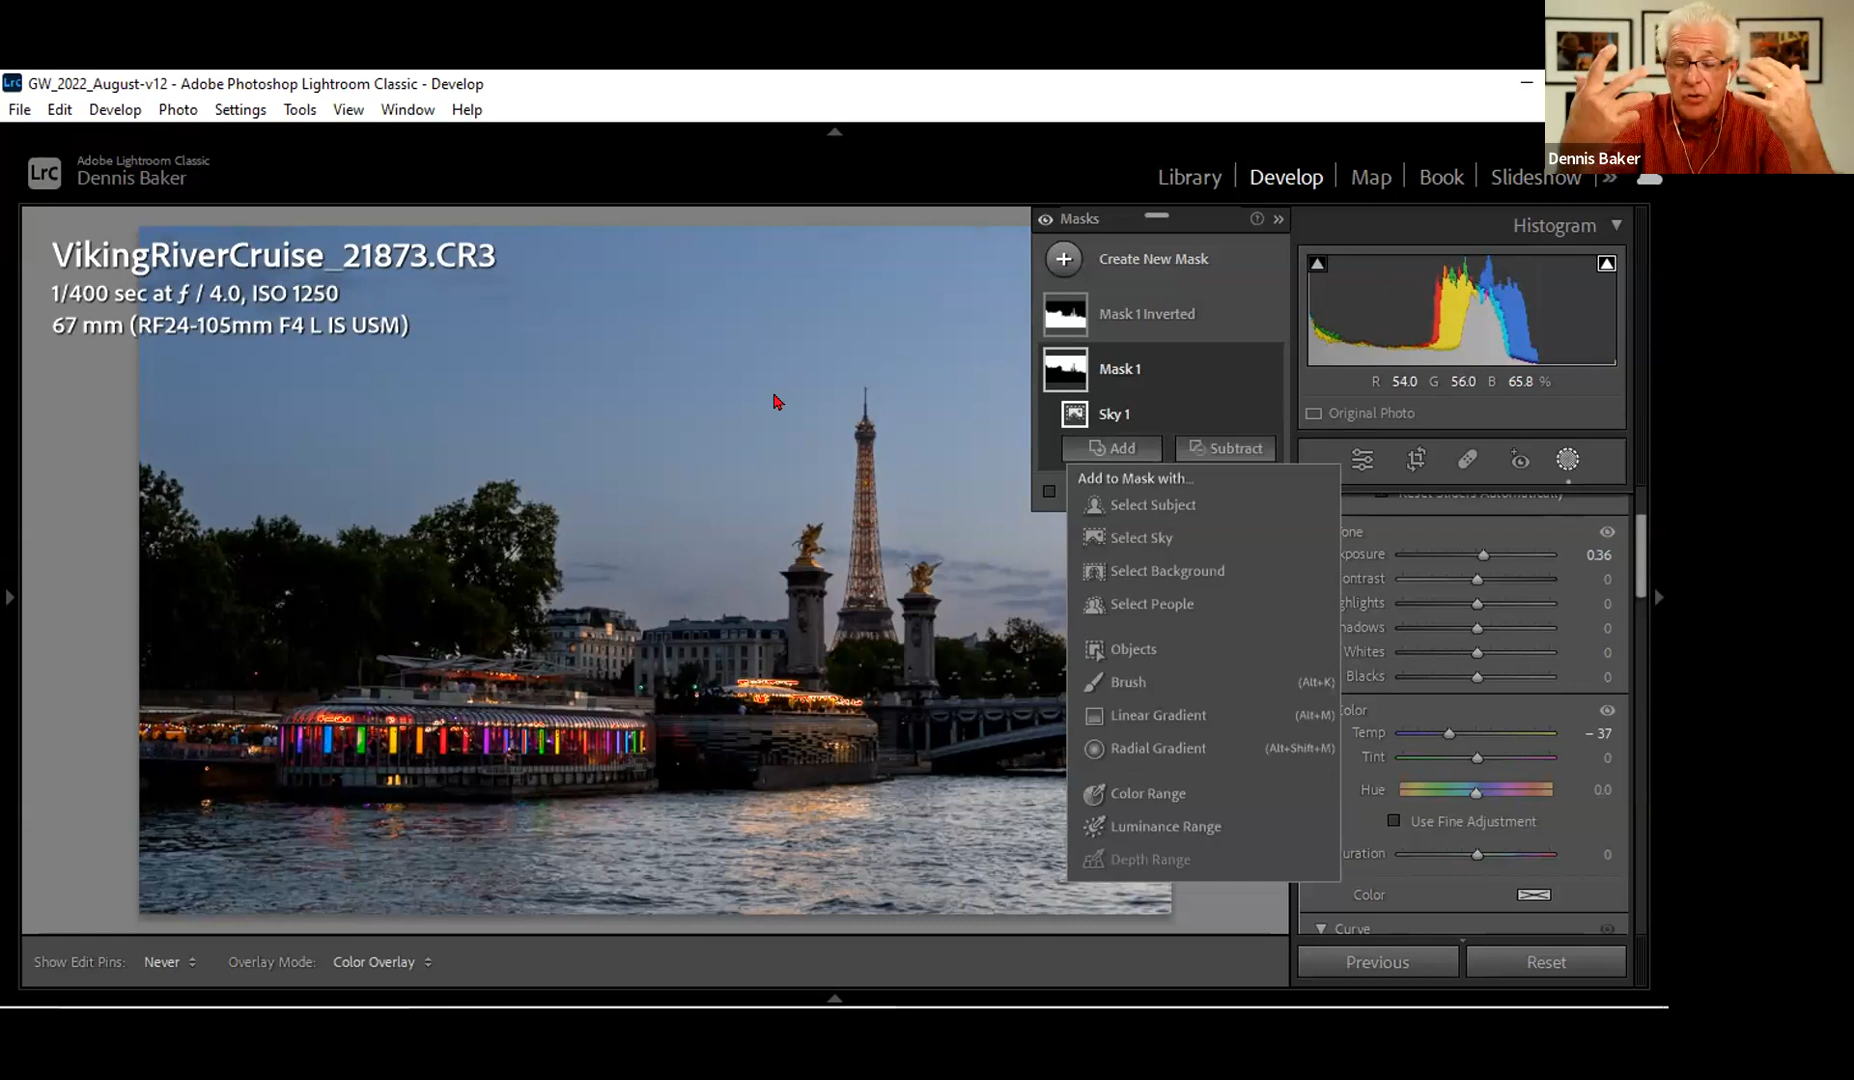 GW_2022_August-v12 - Adobe Photoshop Lightroom Classic - Develop
File Edit Develop Photo Settings Tools View Window Help
Dennis Baker
LrC
Adobe Lightroom Classic
Dennis Baker
Library | Develop | Map | Book | Slideshow
VikingRiverCruise_21873.CR3
1/400 sec at ƒ / 4.0, ISO 1250
67 mm (RF24-105mm F4 L IS USM)
Masks
Create New Mask
Mask 1 Inverted
Mask 1
Sky 1
Add Subtract
Add to Mask with...
Select Subject
Select Sky
Select Background
Select People
Objects
Brush (Alt+K)
Linear Gradient (Alt+M)
Radial Gradient (Alt+Shift+M)
Color Range
Luminance Range
Depth Range
Histogram
R 54.0 G 56.0 B 65.8 %
Original Photo
Reset Sliders Automatically
one
xposure 0.36
ontrast 0
ghlights 0
adows 0
Whites 0
Blacks 0
olor
Temp – 37
Tint 0
Hue 0.0
Use Fine Adjustment
uration 0
Color
Curve
Previous Reset
Show Edit Pins: Never Overlay Mode: Color Overlay